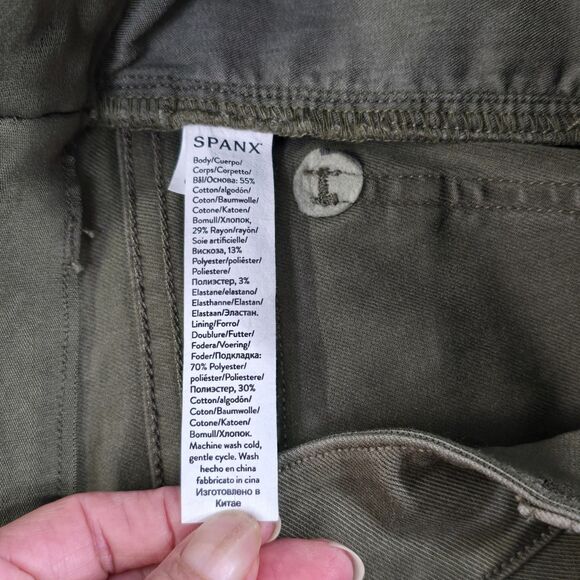 SPANX
Body/Cuerpo/
Corps/Corpetto/
Bål/Основа: 55%
Cotton/algodón/
Coton/Baumwolle/
Cotone/Katoen/
Bomull/Хлопок,
29% Rayon/rayón/
Soie artificielle/
Вискоза, 13%
Polyester/poliéster/
Poliestere/
Полиэстер, 3%
Elastane/elastano/
Elasthanne/Elastan/
Elastaan/Эластан.
Lining/Forro/
Doublure/Futter/
Fodera/Voering/
Foder/Подкладка:
70% Polyester/
poliéster/Poliestere/
Полиэстер, 30%
Cotton/algodón/
Coton/Baumwolle/
Cotone/Katoen/
Bomull/Хлопок.
Machine wash cold,
gentle cycle. Wash
hecho en china
fabbricato in cina
Изготовлено в
Китае